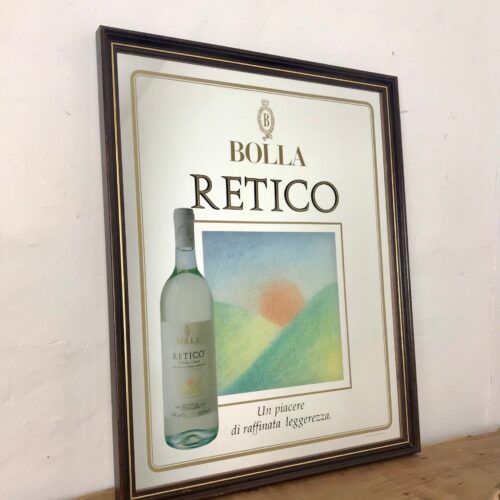 B
BOLLA
RETICO
BOLLA
RETICO
Un piacere
di raffinata leggerezza.